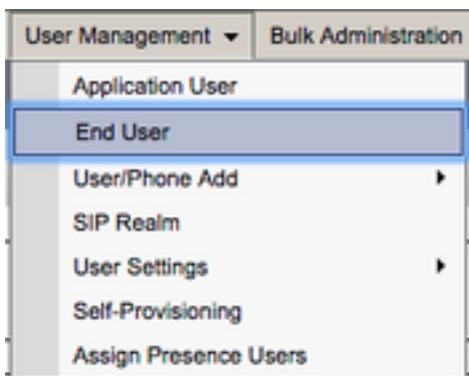 User Management Bulk Administration
Application User
End User
User/Phone Add
SIP Realm
User Settings
Self-Provisioning
Assign Presence Users